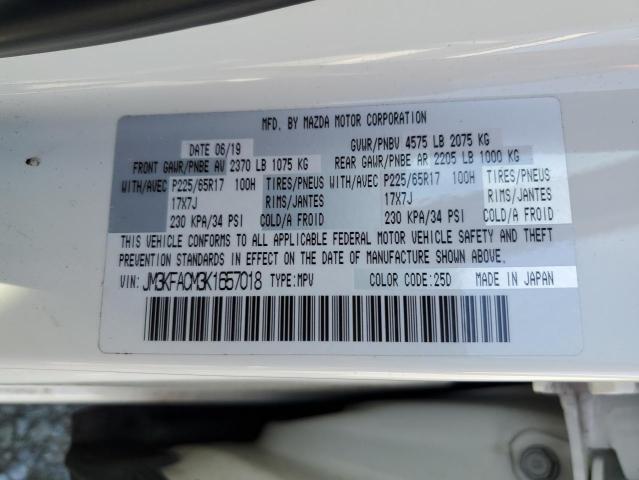 MFD. BY MAZDA MOTOR CORPORATION
DATE 06/19 GVWR/PNBV 4575 LB 2075 KG
FRONT GAWR/PNBE AV 2370 LB 1075 KG REAR GAWR/PNBE AR 2205 LB 1000 KG
WITH/AVEC P225/65R17 100H TIRES/PNEUS WITH/AVEC P225/65R17 100H TIRES/PNEUS
17X7J RIMS/JANTES 17X7J RIMS/JANTES
230 KPA/34 PSI COLD/A FROID 230 KPA/34 PSI COLD/A FROID
THIS VEHICLE CONFORMS TO ALL APPLICABLE FEDERAL MOTOR VEHICLE SAFETY AND THEFT
PREVENTION STANDARDS IN EFFECT ON THE DATE OF MANUFACTURE SHOWN ABOVE.
VIN: JM3KFACM3K1657018 TYPE:MPV COLOR CODE:25D MADE IN JAPAN